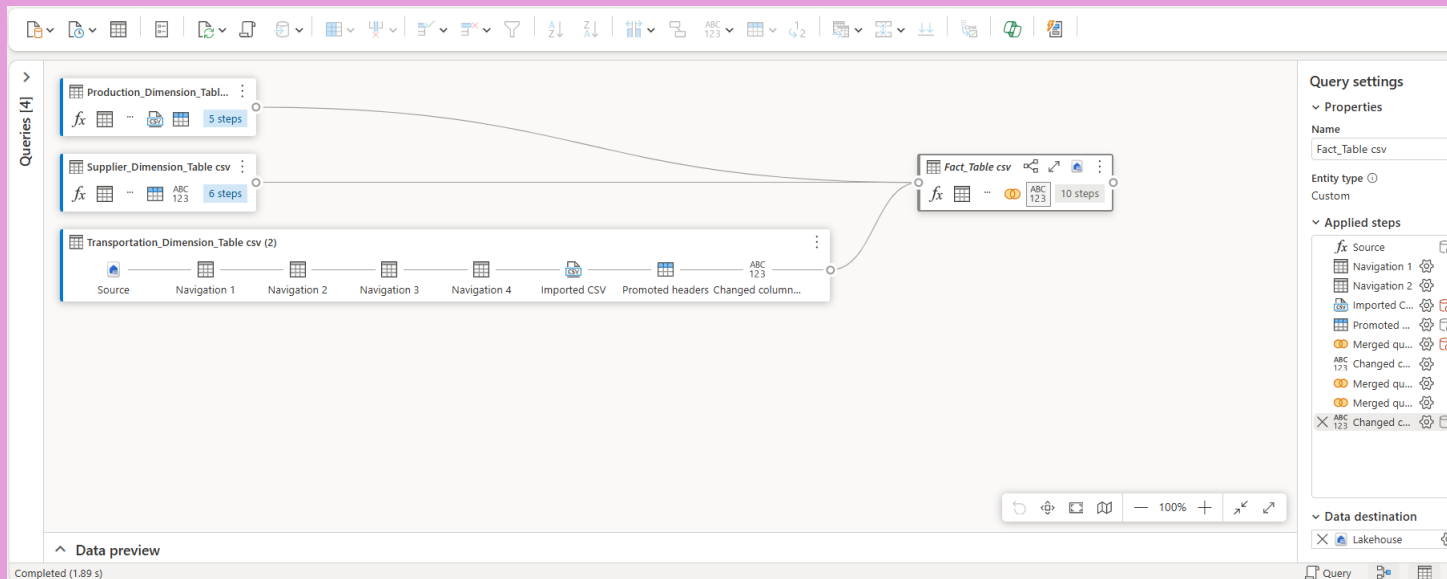 Queries [4]
Production_Dimension_Tabl...
5 steps
Supplier_Dimension_Table csv
ABC
123
6 steps
Transportation_Dimension_Table csv (2)
Source
Navigation 1
Navigation 2
Navigation 3
Navigation 4
Imported CSV
Promoted headers
ABC
123
Changed column...
Fact_Table csv
ABC
123
10 steps
100%
Data preview
Completed (1.89 s)
Query settings
Properties
Name
Fact_Table csv
Entity type
Custom
Applied steps
Source
Navigation 1
Navigation 2
Imported C...
Promoted ...
Merged qu...
Changed c...
Merged qu...
Merged qu...
Changed c...
Data destination
Lakehouse
Query